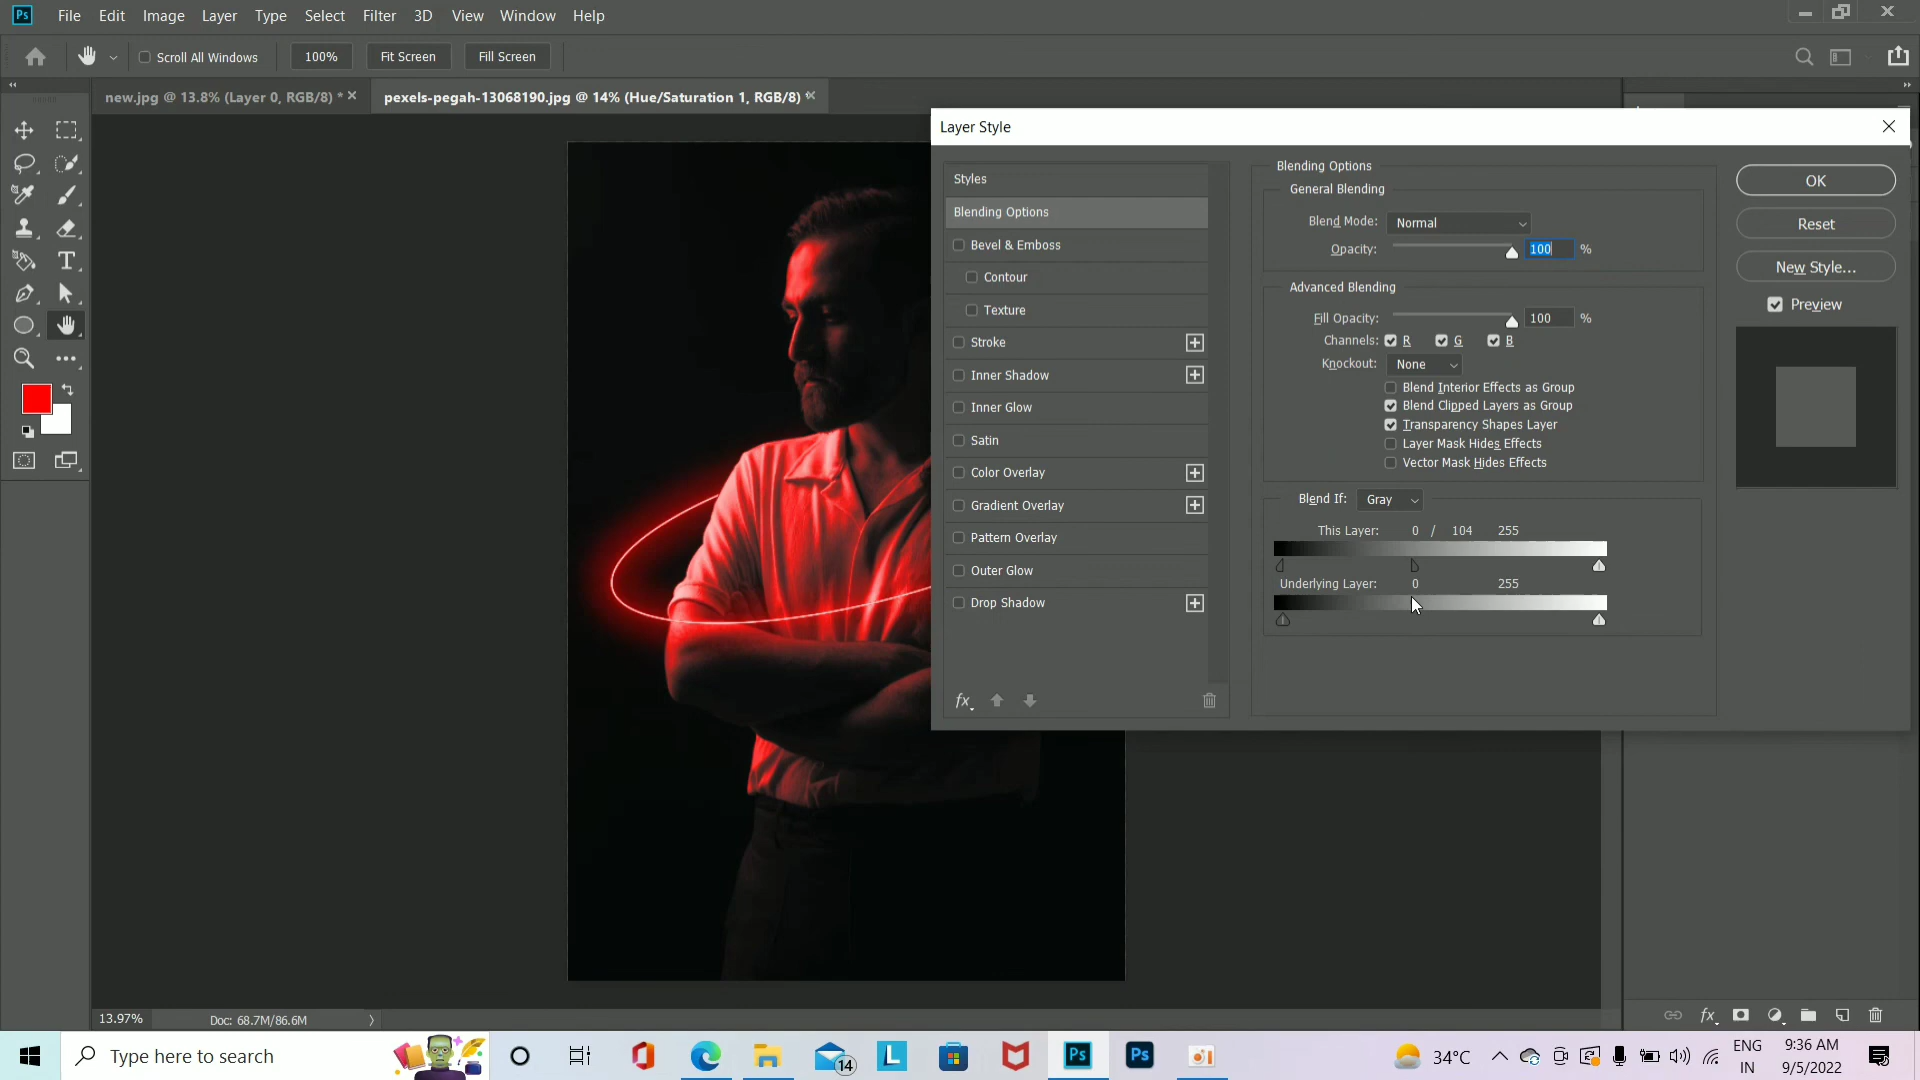 Ps File Edit Image Layer Type Select Filter 3D View Window Help
Scroll All Windows 100% Fit Screen Fill Screen
new.jpg @ 13.8% (Layer 0, RGB/8) * × pexels-pegah-13068190.jpg @ 14% (Hue/Saturation 1, RGB/8) * ×
Layer Style
Styles
Blending Options
Bevel & Emboss
Contour
Texture
Stroke
Inner Shadow
Inner Glow
Satin
Color Overlay
Gradient Overlay
Pattern Overlay
Outer Glow
Drop Shadow
fx
Blending Options
General Blending
Blend Mode: Normal
Opacity: 100 %
Advanced Blending
Fill Opacity: 100 %
Channels: R G B
Knockout: None
Blend Interior Effects as Group
Blend Clipped Layers as Group
Transparency Shapes Layer
Layer Mask Hides Effects
Vector Mask Hides Effects
Blend If: Gray
This Layer: 0 / 104 255
Underlying Layer: 0 255
OK
Reset
New Style...
Preview
13.97% Doc: 68.7M/86.6M
fx
Type here to search
14
L
Ps
Ps
34°C
ENG
IN
9:36 AM
9/5/2022